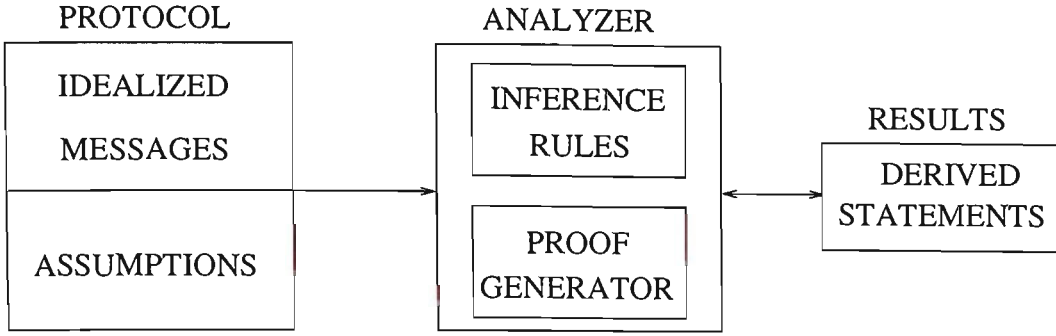 PROTOCOL
IDEALIZED
MESSAGES
ASSUMPTIONS
ANALYZER
INFERENCE
RULES
PROOF
GENERATOR
RESULTS
DERIVED
STATEMENTS